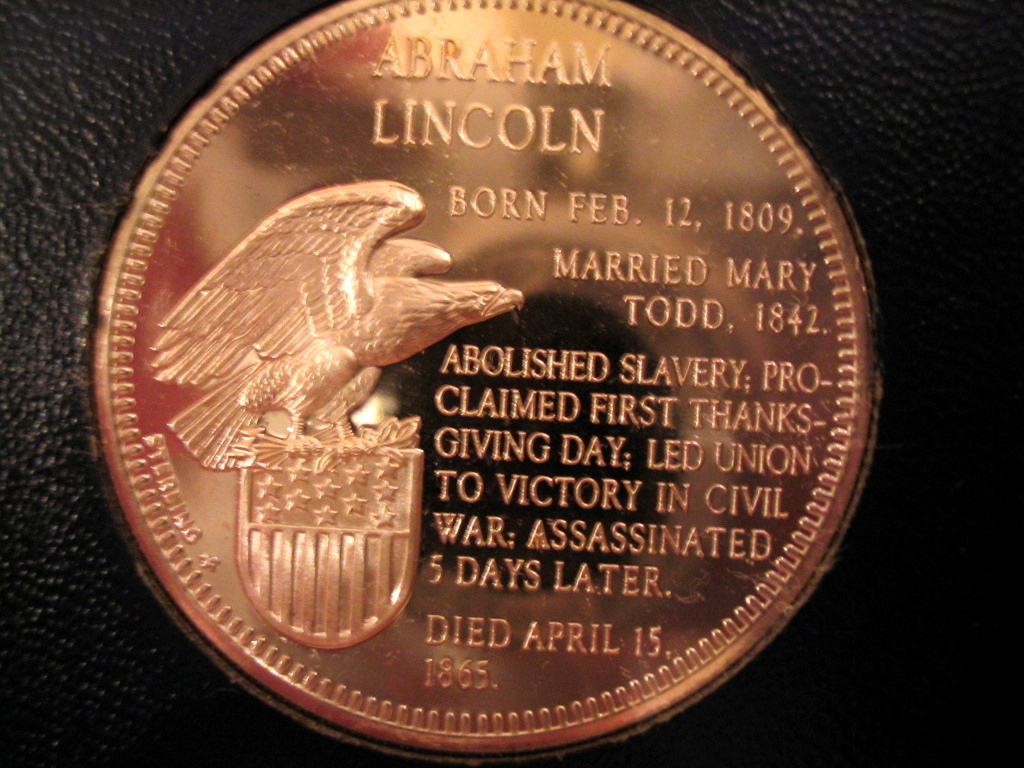 ABRAHAM
LINCOLN
BORN FEB. 12, 1809.
MARRIED MARY
TODD, 1842.
ABOLISHED SLAVERY; PRO-
CLAIMED FIRST THANKS-
GIVING DAY; LED UNION
TO VICTORY IN CIVIL
WAR; ASSASSINATED
5 DAYS LATER.
DIED APRIL 15,
1865.
STERLING